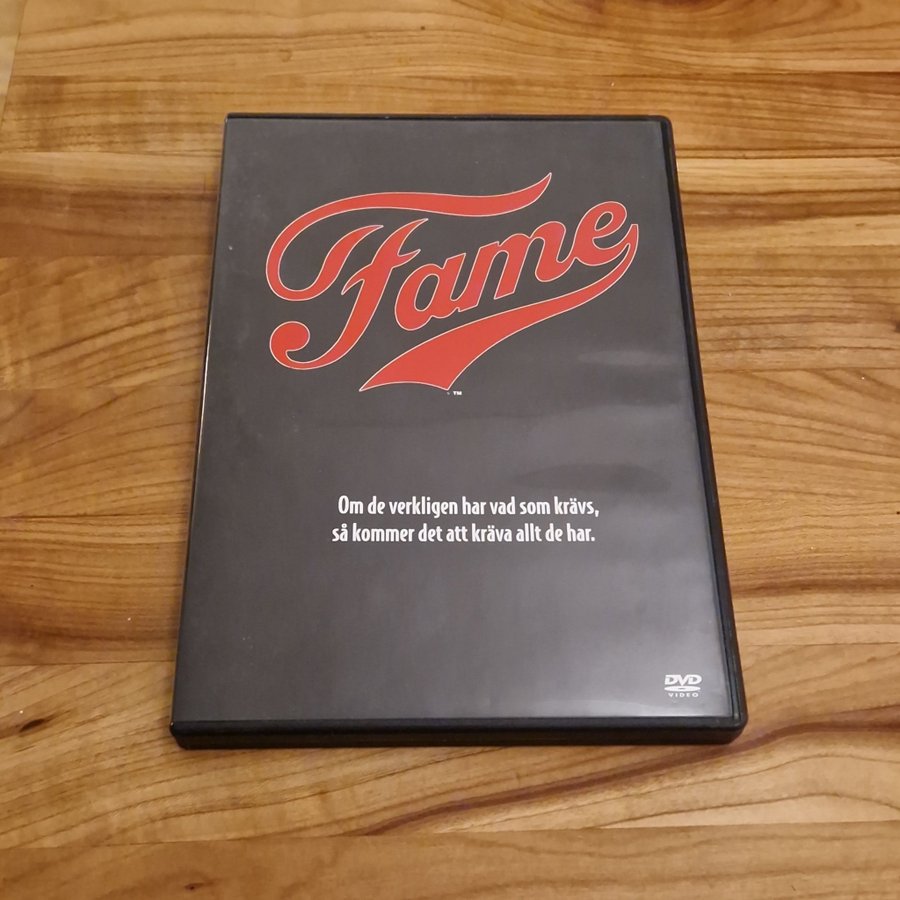 Fame
™
Om de verkligen har vad som krävs,
så kommer det att kräva allt de har.
DVD
VIDEO